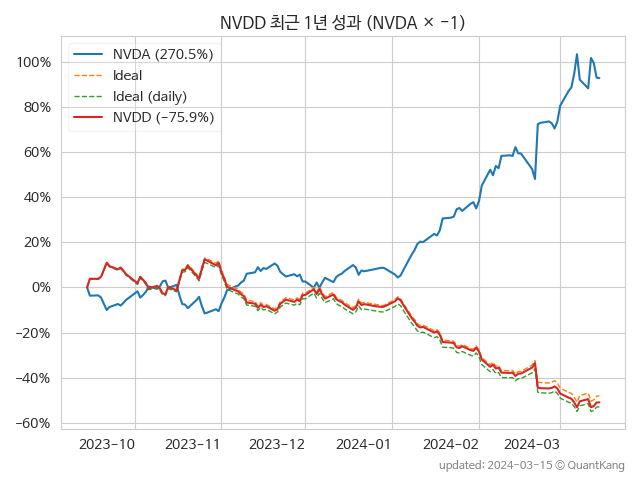 NVDD 최근 1년 성과 (NVDA × −1)
NVDA (270.5%)
Ideal
Ideal (daily)
NVDD (−75.9%)
100%
80%
60%
40%
20%
0%
−20%
−40%
−60%
2023-10 2023-11 2023-12 2024-01 2024-02 2024-03
updated: 2024-03-15 © QuantKang